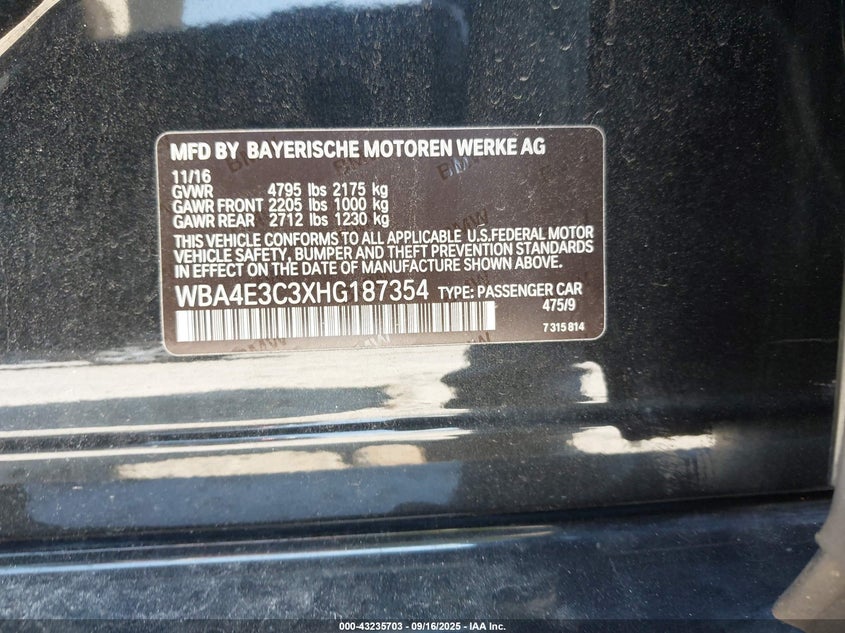 MFD BY BAYERISCHE MOTOREN WERKE AG
11/16
GVWR 4795 lbs 2175 kg
GAWR FRONT 2205 lbs 1000 kg
GAWR REAR 2712 lbs 1230 kg
THIS VEHICLE CONFORMS TO ALL APPLICABLE U.S.FEDERAL MOTOR
VEHICLE SAFETY, BUMPER AND THEFT PREVENTION STANDARDS
IN EFFECT ON THE DATE OF MANUFACTURE SHOWN ABOVE.
WBA4E3C3XHG187354 TYPE: PASSENGER CAR
475/9
7 315 814
000-43235703 - 09/16/2025 - IAA Inc.